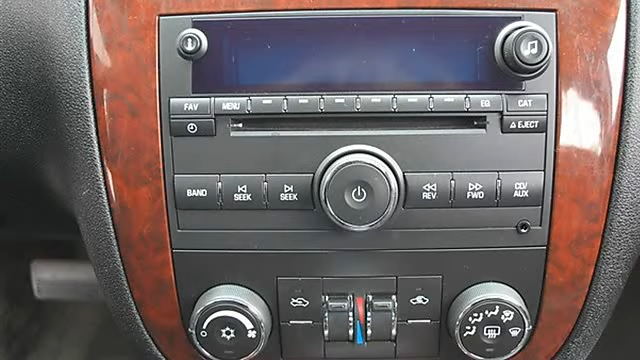 FAV MENU EQ CAT
EJECT
BAND SEEK SEEK REV FWD CD/
AUX